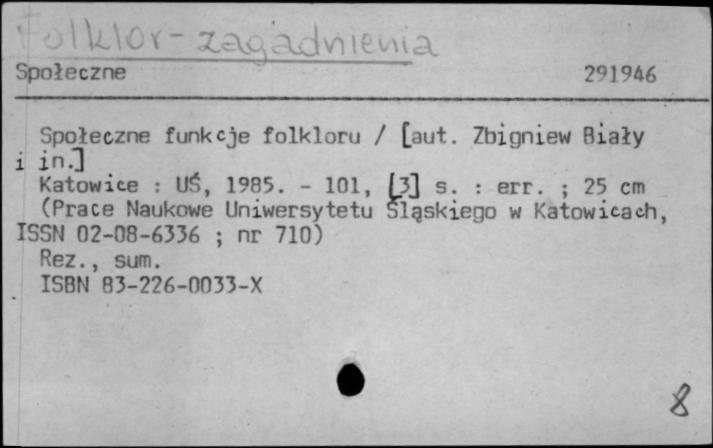 Folklor - zagadnienia
Społeczne 291946
Społeczne funkcje folkloru / [aut. Zbigniew Biały
i in.]
Katowice : UŚ, 1985. - 101, [3] s. : err. ; 25 cm
(Prace Naukowe Uniwersytetu Śląskiego w Katowicach,
ISSN 02-08-6336 ; nr 710)
Rez., sum.
ISBN 83-226-0033-X
8